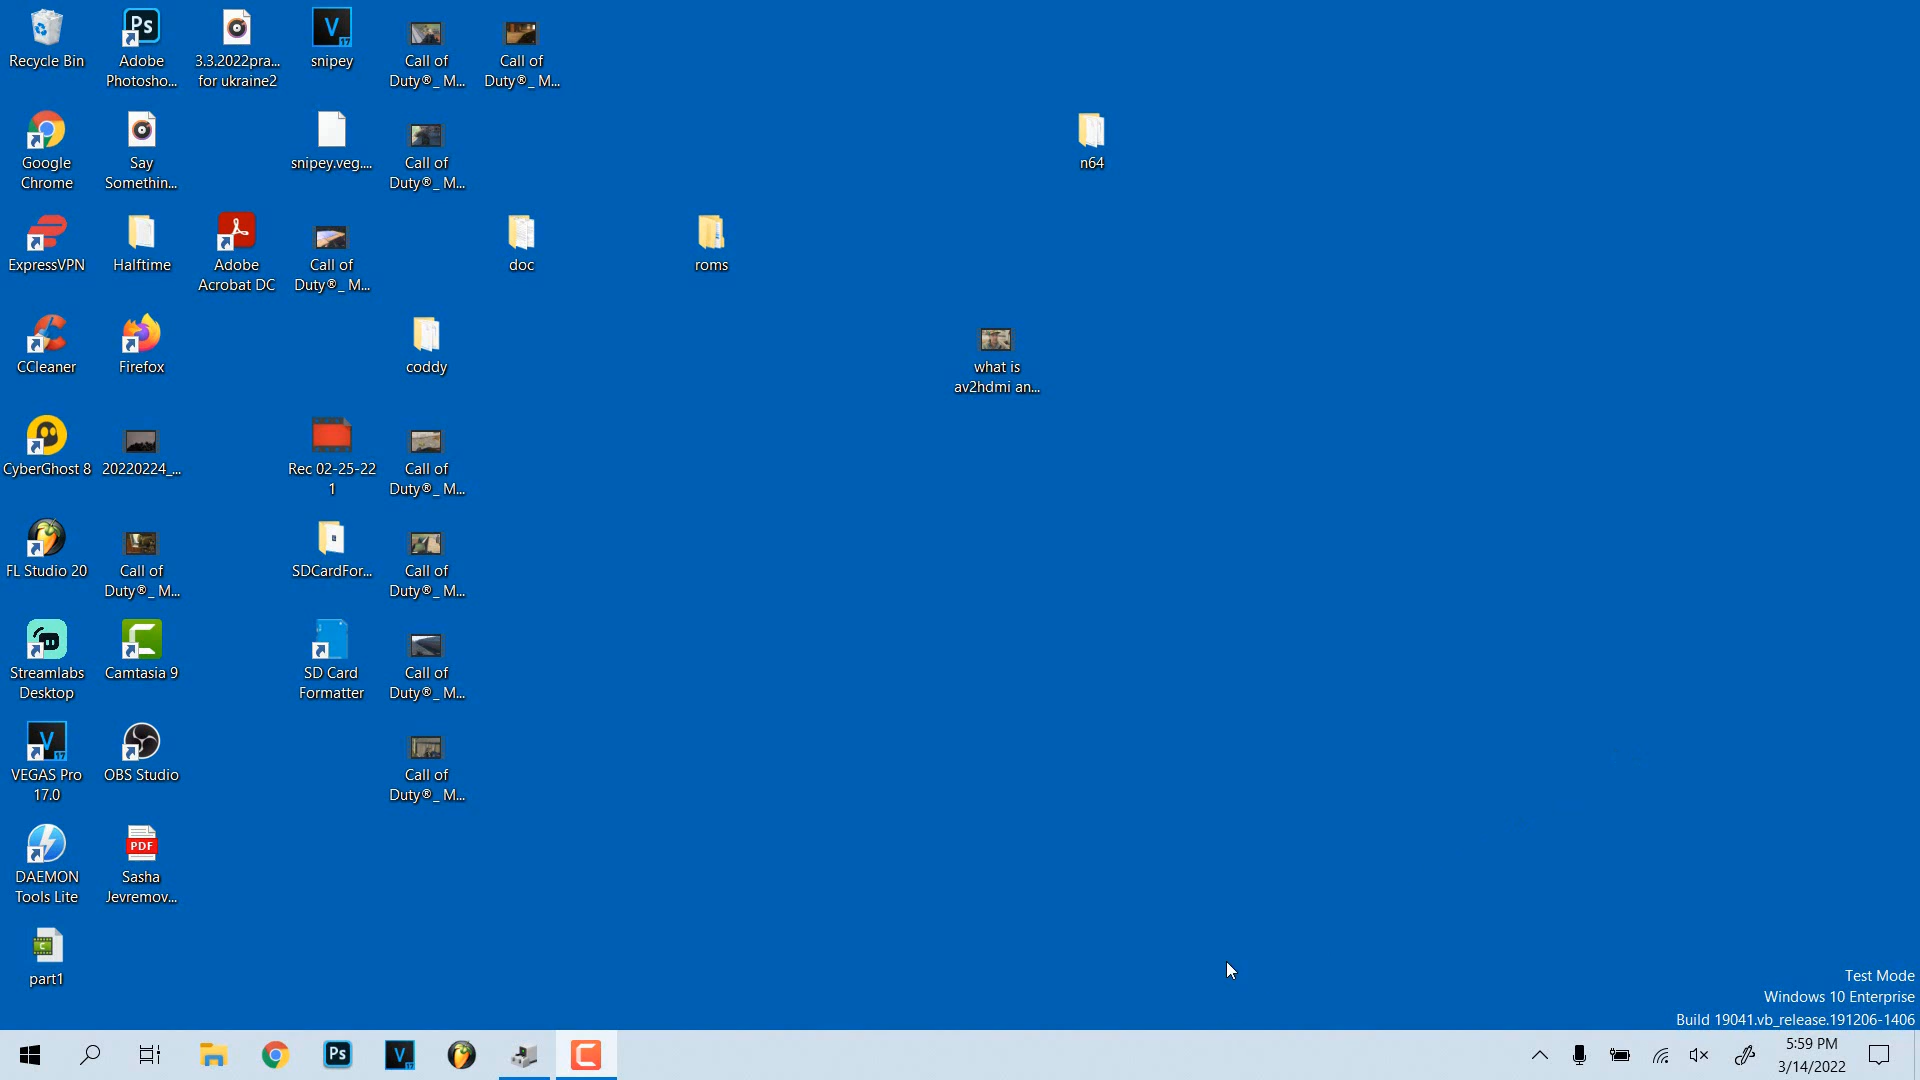 Recycle Bin
Adobe
Photosho...
3.3.2022pra...
for ukraine2
snipey
Call of
Duty®_ M...
Call of
Duty®_ M...
Google
Chrome
Say
Somethin...
snipey.veg....
Call of
Duty®_ M...
n64
ExpressVPN
Halftime
Adobe
Acrobat DC
Call of
Duty®_ M...
doc
roms
CCleaner
Firefox
coddy
what is
av2hdmi an...
CyberGhost 8
20220224_...
Rec 02-25-22
1
Call of
Duty®_ M...
FL Studio 20
Call of
Duty®_ M...
SDCardFor...
Call of
Duty®_ M...
Streamlabs
Desktop
Camtasia 9
SD Card
Formatter
Call of
Duty®_ M...
VEGAS Pro
17.0
OBS Studio
Call of
Duty®_ M...
DAEMON
Tools Lite
PDF
Sasha
Jevremov...
part1
Test Mode
Windows 10 Enterprise
Build 19041.vb_release.191206-1406
5:59 PM
3/14/2022